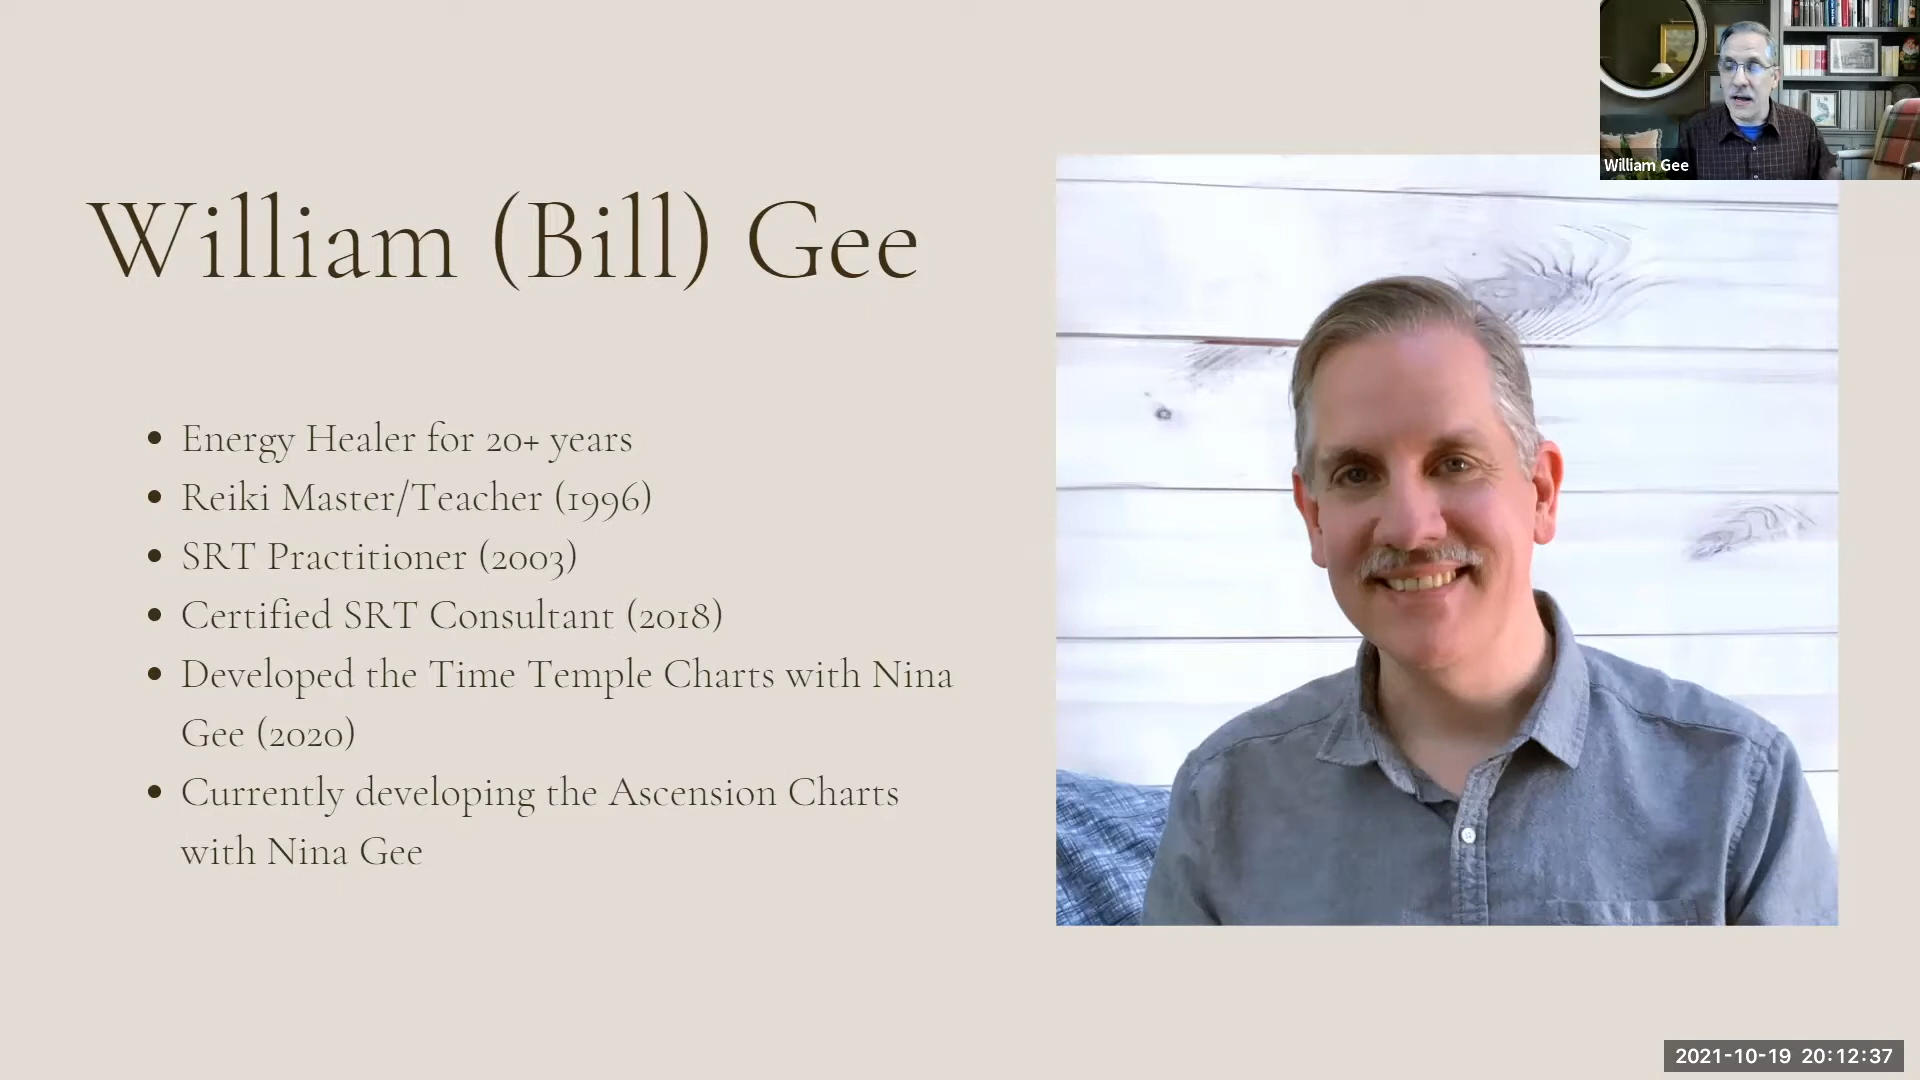 William (Bill) Gee
• Energy Healer for 20+ years
• Reiki Master/Teacher (1996)
• SRT Practitioner (2003)
• Certified SRT Consultant (2018)
• Developed the Time Temple Charts with Nina
Gee (2020)
• Currently developing the Ascension Charts
with Nina Gee
William Gee
2021-10-19 20:12:37